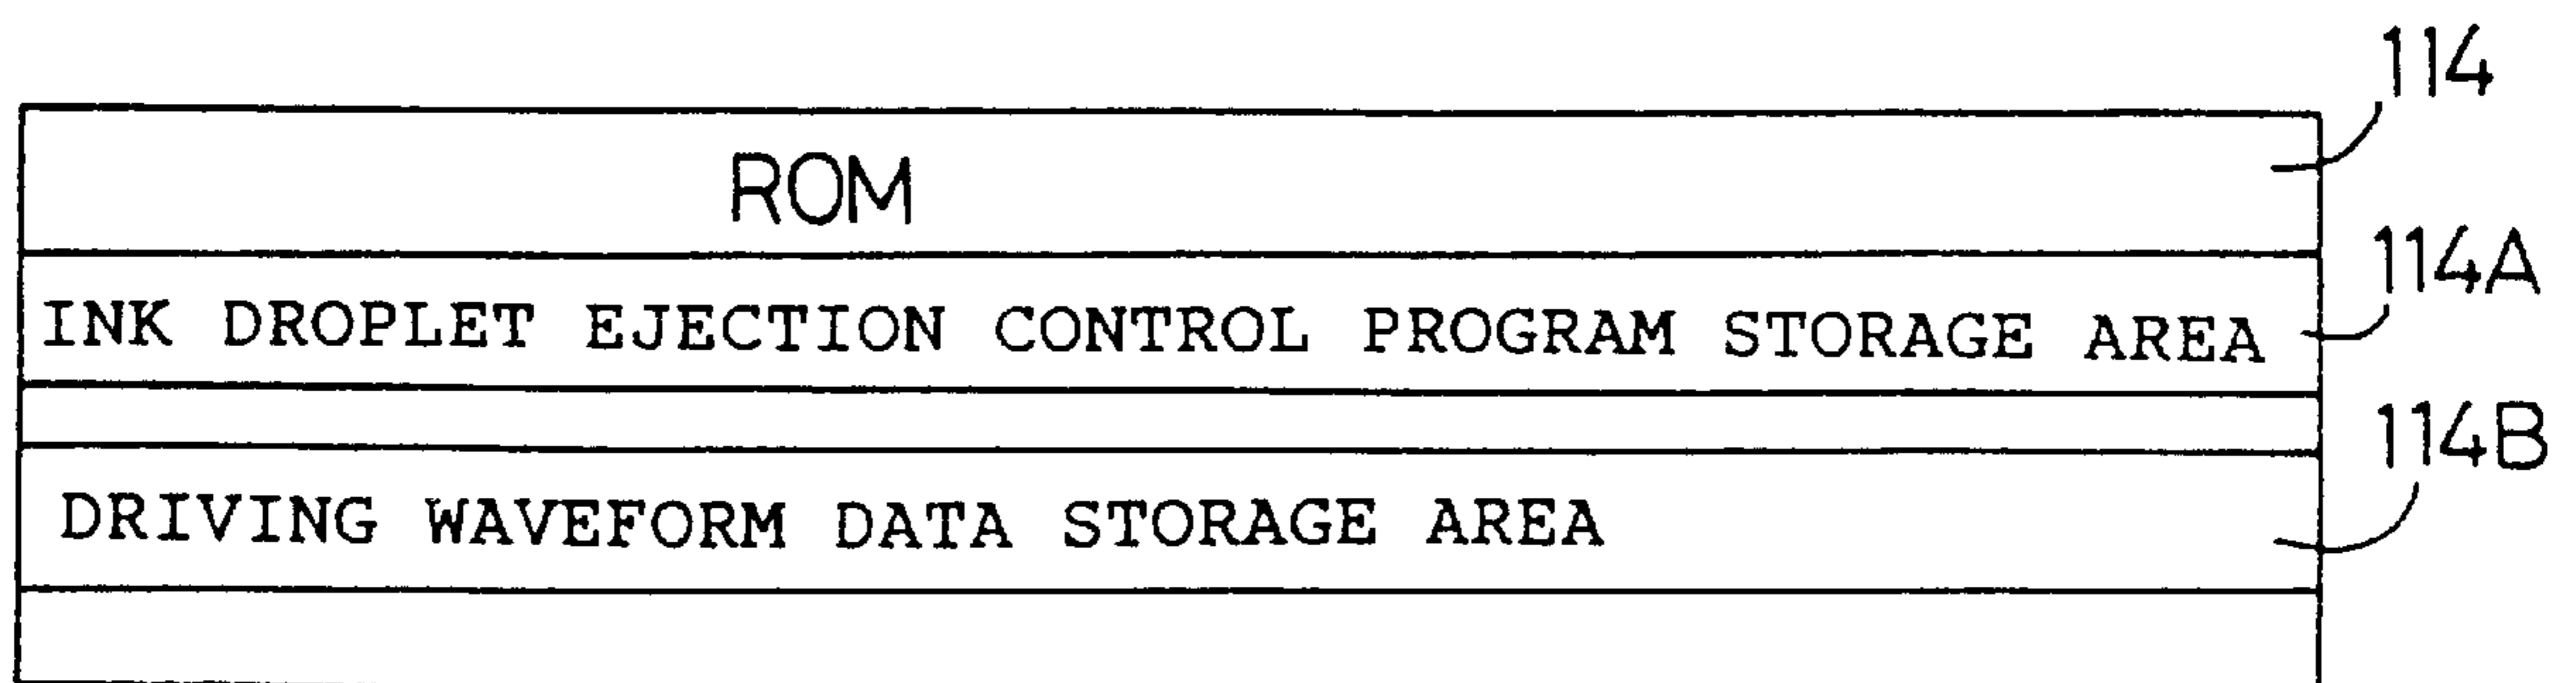 114
ROM
114A
INK DROPLET EJECTION CONTROL PROGRAM STORAGE AREA
114B
DRIVING WAVEFORM DATA STORAGE AREA